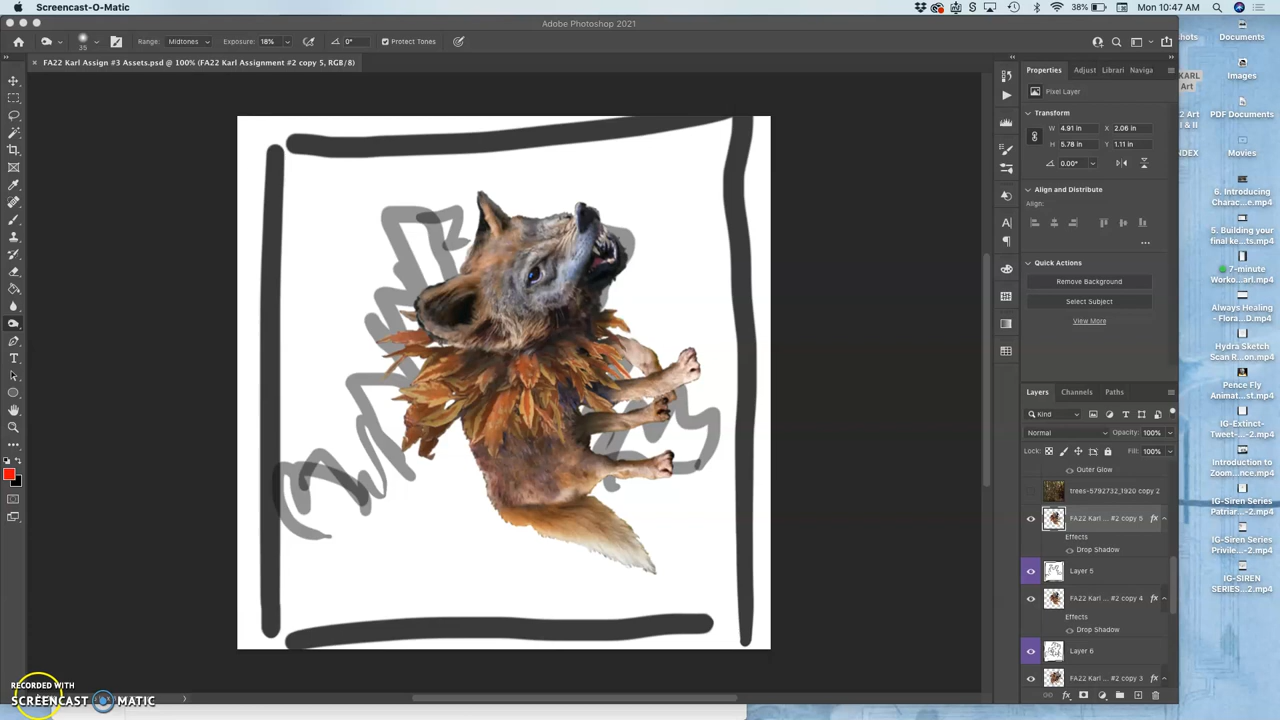 Screencast-O-Matic
38%
Mon 10:47 AM
Adobe Photoshop 2021
35
Range: Midtones
Exposure: 18%
0°
Protect Tones
× FA22 Karl Assign #3 Assets.psd @ 100% (FA22 Karl Assignment #2 copy 5, RGB/8)
Properties Adjust Librari Naviga
Pixel Layer
Transform
W 4.91 in X 2.06 in
H 5.78 in Y 1.11 in
0.00°
Align and Distribute
Align:
...
Quick Actions
Remove Background
Select Subject
View More
Layers Channels Paths
Kind
Normal Opacity: 100%
Lock: Fill: 100%
Outer Glow
trees-5792732_1920 copy 2
FA22 Karl ... #2 copy 5 fx
Effects
Drop Shadow
Layer 5
FA22 Karl ... #2 copy 4 fx
Effects
Drop Shadow
Layer 6
FA22 Karl ... #2 copy 3 fx
Documents
Images
KARL
Art
PDF Documents
2 Art
I & II
Movies
NDEX
6. Introducing
Charac...e.mp4
5. Building your
final ke...ts.mp4
7-minute
Worko...arl.mp4
Always Healing
- Flora...D.mp4
Hydra Sketch
Scan R...on.mp4
Pence Fly
Animat...st.mp4
IG-Extinct-
Tweet-...-2.mp4
Introduction to
Zoom...nce.mp4
IG-Siren Series
Patriar...-2.mp4
IG-Siren Series
Privile...-2.mp4
IG-SIREN
SERIES...2.mp4
RECORDED WITH
SCREENCAST O MATIC